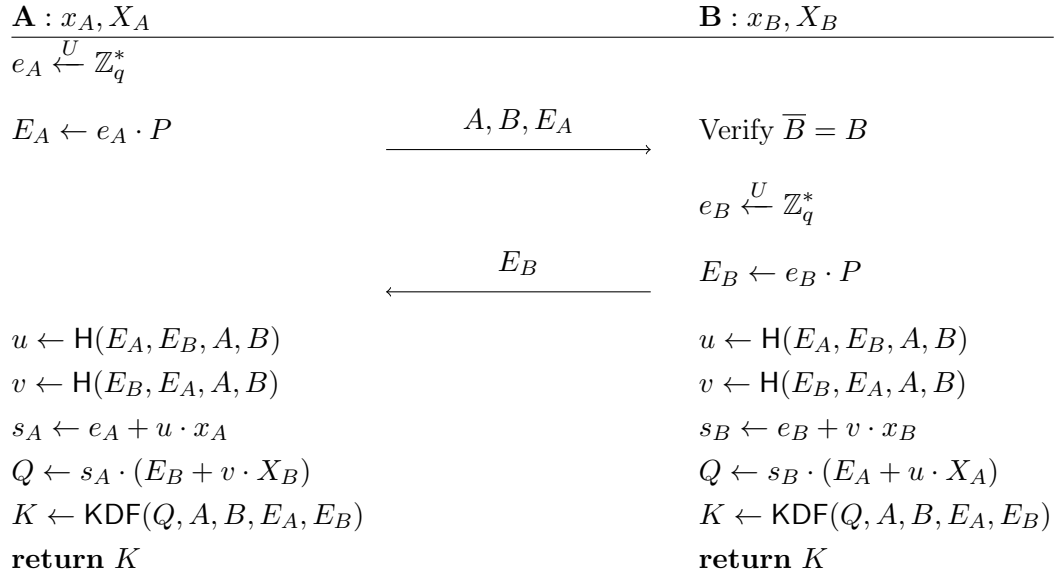 A : x_A, X_A B : x_B, X_B
e_A ←^U ℤ_q^*
E_A ← e_A · P A, B, E_A Verify B̅ = B
e_B ←^U ℤ_q^*
E_B E_B ← e_B · P
u ← H(E_A, E_B, A, B) u ← H(E_A, E_B, A, B)
v ← H(E_B, E_A, A, B) v ← H(E_B, E_A, A, B)
s_A ← e_A + u · x_A s_B ← e_B + v · x_B
Q ← s_A · (E_B + v · X_B) Q ← s_B · (E_A + u · X_A)
K ← KDF(Q, A, B, E_A, E_B) K ← KDF(Q, A, B, E_A, E_B)
return K return K